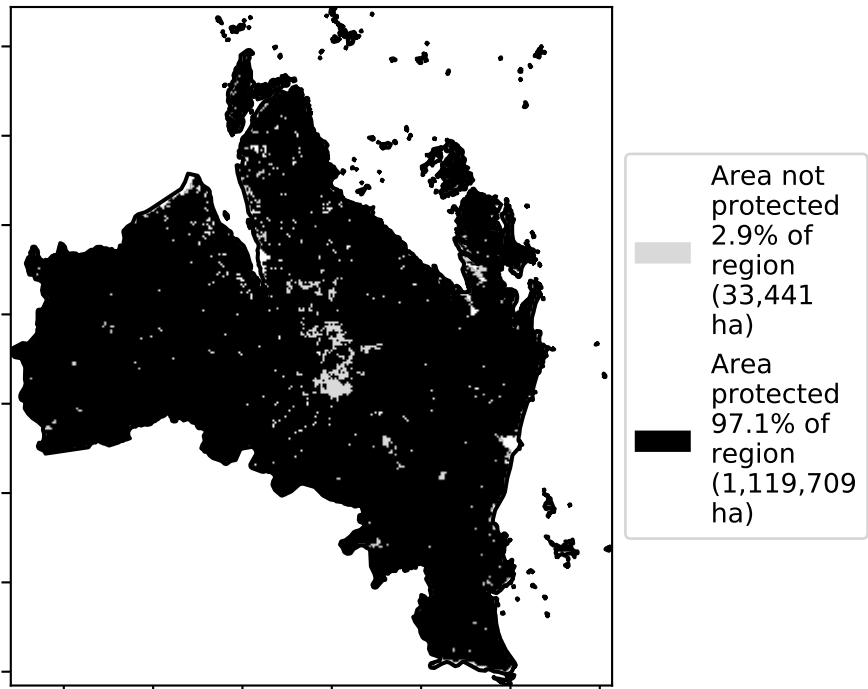 Area not
protected
2.9% of
region
(33,441
ha)
Area
protected
97.1% of
region
(1,119,709
ha)